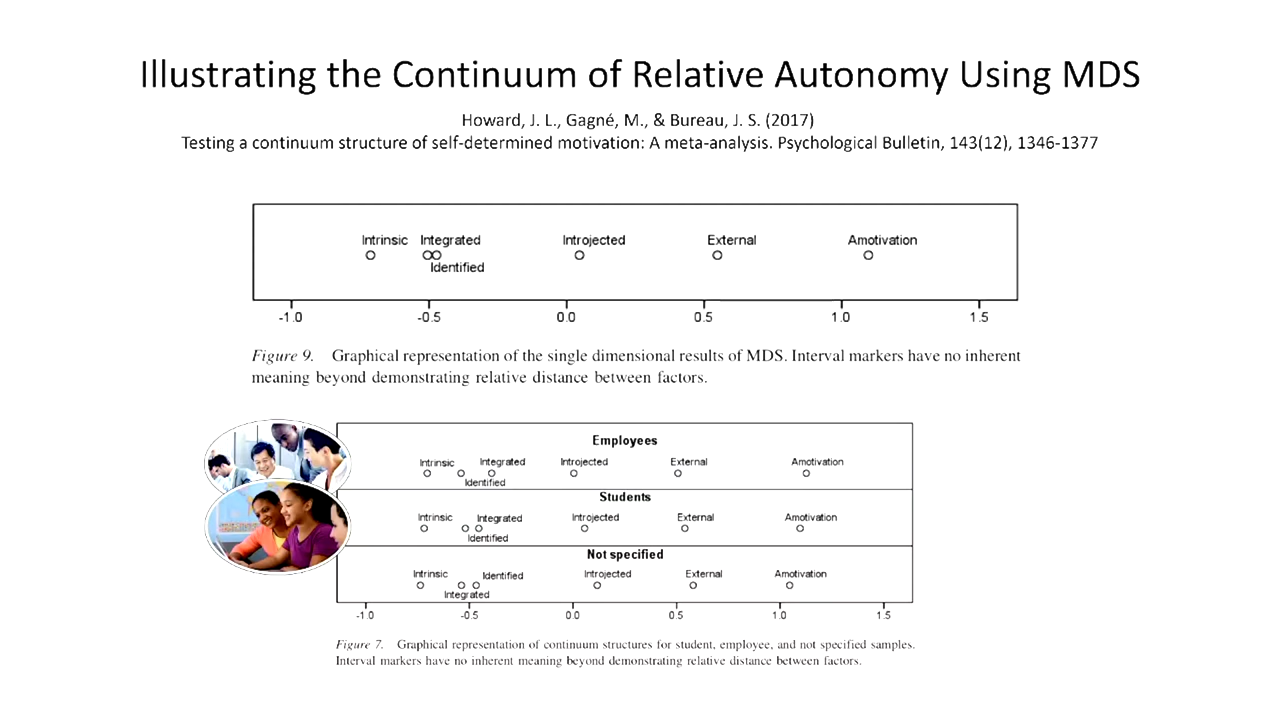 Illustrating the Continuum of Relative Autonomy Using MDS
Howard, J. L., Gagné, M., & Bureau, J. S. (2017)
Testing a continuum structure of self-determined motivation: A meta-analysis. Psychological Bulletin, 143(12), 1346-1377
Intrinsic Integrated Introjected External Amotivation
Identified
-1.0 -0.5 0.0 0.5 1.0 1.5
Figure 9. Graphical representation of the single dimensional results of MDS. Interval markers have no inherent
meaning beyond demonstrating relative distance between factors.
Employees
Intrinsic Integrated Introjected External Amotivation
Identified
Students
Intrinsic Integrated Introjected External Amotivation
Identified
Not specified
Intrinsic Identified Introjected External Amotivation
Integrated
-1.0 -0.5 0.0 0.5 1.0 1.5
Figure 7. Graphical representation of continuum structures for student, employee, and not specified samples.
Interval markers have no inherent meaning beyond demonstrating relative distance between factors.